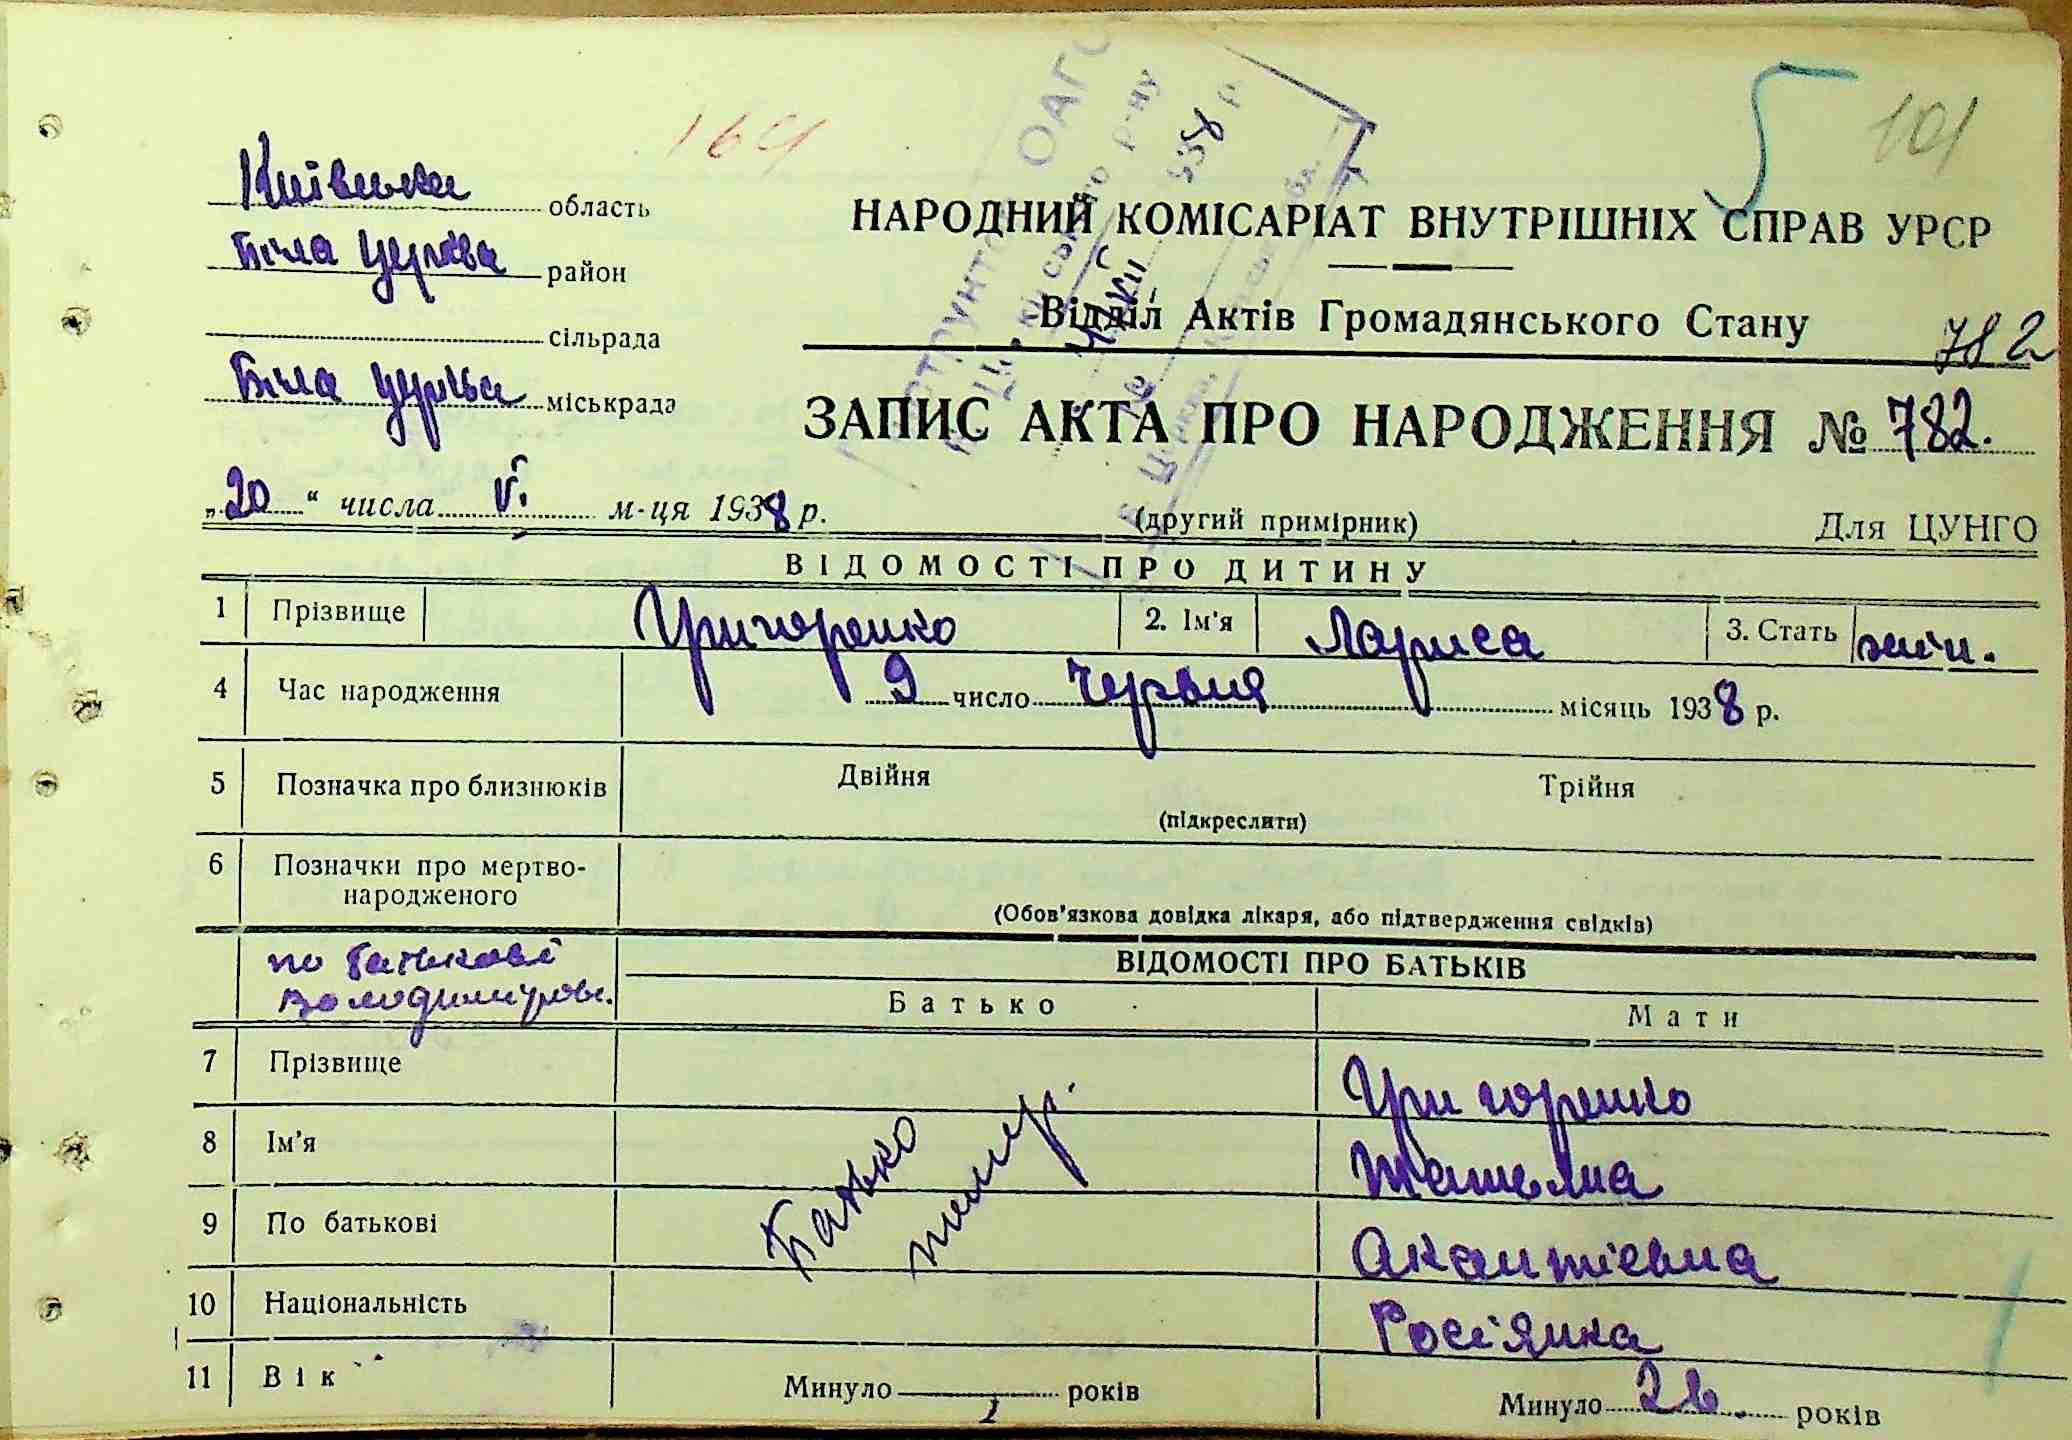 164
5
101
Київська область
Біла Церква район
сільрада
Біла Церква міськрада
НАРОДНИЙ КОМІСАРІАТ ВНУТРІШНІХ СПРАВ УРСР
Відділ Актів Громадянського Стану
782
ЗАПИС АКТА ПРО НАРОДЖЕННЯ № 782.
„20“ числа V. м-ця 1938 р.
(другий примірник)
Для ЦУНГО
ВІДОМОСТІ ПРО ДИТИНУ
1 Прізвище Григоренко 2. Ім'я Лариса 3. Стать жін.
4 Час народження 9 число Червня місяць 1938 р.
5 Позначка про близнюків Двійня Трійня
(підкреслити)
6 Позначки про мертво-
народженого
(Обов'язкова довідка лікаря, або підтвердження свідків)
по батькові
Володимировн.
ВІДОМОСТІ ПРО БАТЬКІВ
Батько Мати
7 Прізвище Григоренко
8 Ім'я Татьяна
9 По батькові
Батько
10 Національність Росіянка
11 Вік Минуло років Минуло 26. років